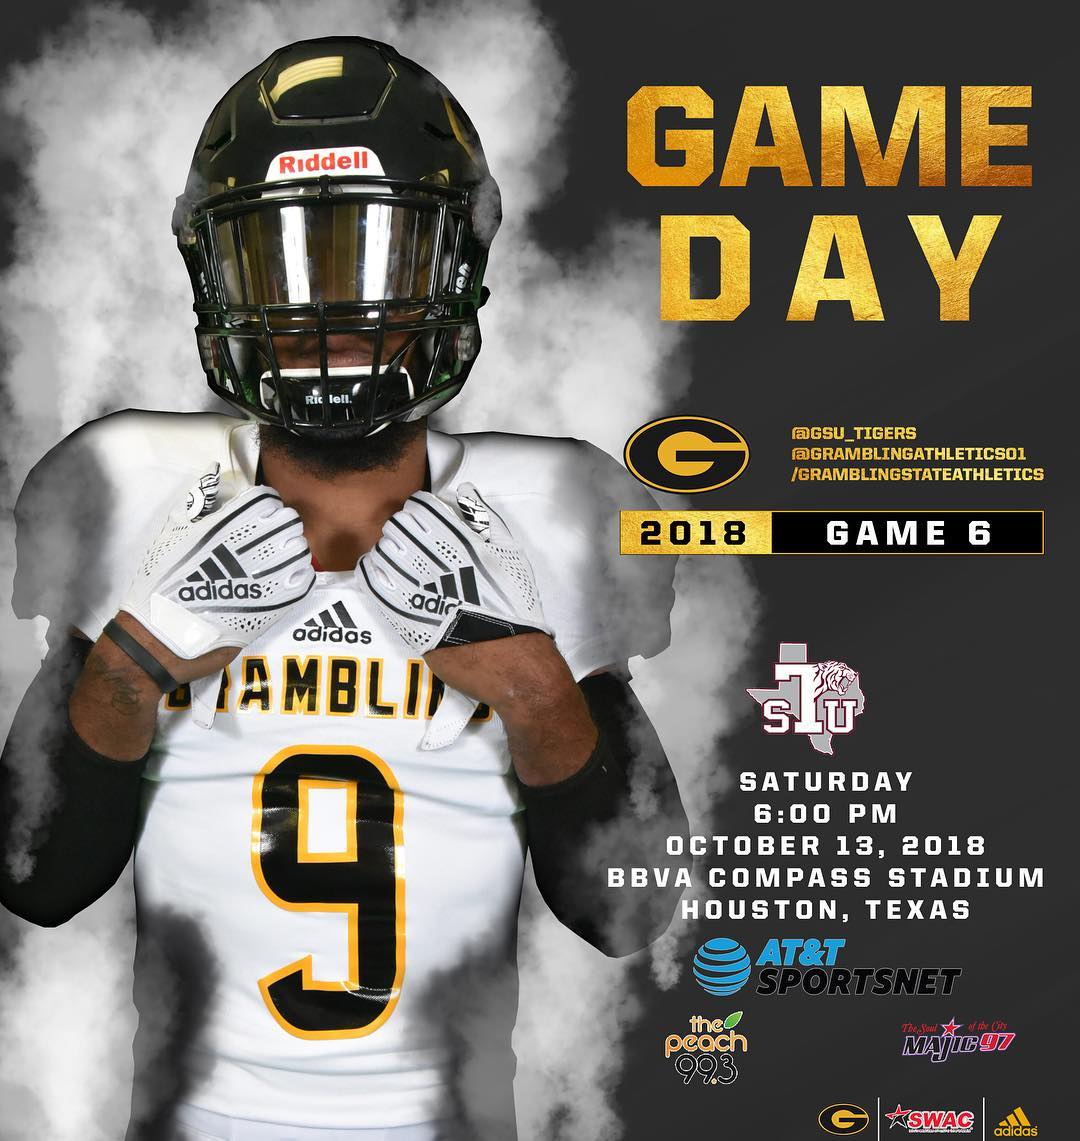 GAME
DAY
Riddell
Riddell.
G
@GSU_TIGERS
@GRAMBLINGATHLETICS01
/GRAMBLINGSTATEATHLETICS
2018 GAME 6
adidas
adidas
adidas
GRAMBLIN
9
TSU
SATURDAY
6:00 PM
OCTOBER 13, 2018
BBVA COMPASS STADIUM
HOUSTON, TEXAS
AT&T
SPORTSNET
the
peach
99.3
The Soul of the City
MAJIC 97
G SWAC adidas